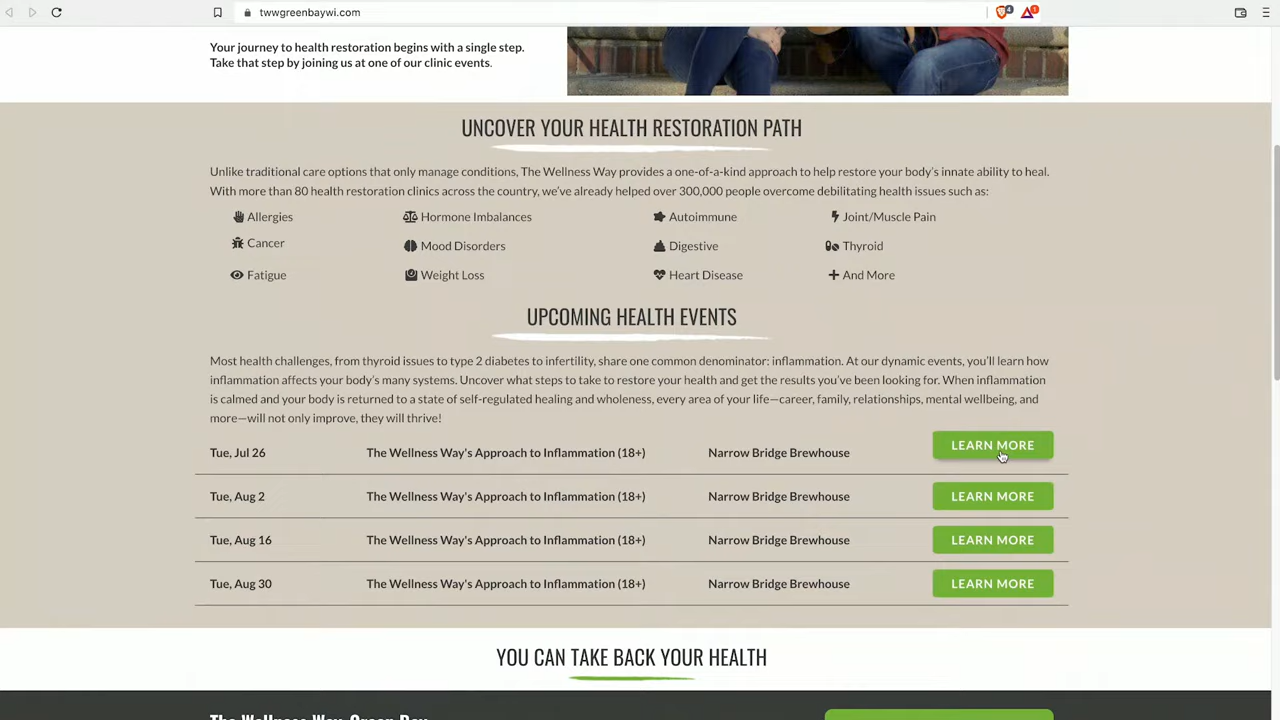 twwgreenbaywi.com
4
1
Your journey to health restoration begins with a single step.
Take that step by joining us at one of our clinic events.
UNCOVER YOUR HEALTH RESTORATION PATH
Unlike traditional care options that only manage conditions, The Wellness Way provides a one-of-a-kind approach to help restore your body's innate ability to heal.
With more than 80 health restoration clinics across the country, we've already helped over 300,000 people overcome debilitating health issues such as:
Allergies Hormone Imbalances Autoimmune Joint/Muscle Pain
Cancer Mood Disorders Digestive Thyroid
Fatigue Weight Loss Heart Disease And More
UPCOMING HEALTH EVENTS
Most health challenges, from thyroid issues to type 2 diabetes to infertility, share one common denominator: inflammation. At our dynamic events, you'll learn how
inflammation affects your body's many systems. Uncover what steps to take to restore your health and get the results you've been looking for. When inflammation
is calmed and your body is returned to a state of self-regulated healing and wholeness, every area of your life—career, family, relationships, mental wellbeing, and
more—will not only improve, they will thrive!
Tue, Jul 26 The Wellness Way's Approach to Inflammation (18+) Narrow Bridge Brewhouse LEARN MORE
Tue, Aug 2 The Wellness Way's Approach to Inflammation (18+) Narrow Bridge Brewhouse LEARN MORE
Tue, Aug 16 The Wellness Way's Approach to Inflammation (18+) Narrow Bridge Brewhouse LEARN MORE
Tue, Aug 30 The Wellness Way's Approach to Inflammation (18+) Narrow Bridge Brewhouse LEARN MORE
YOU CAN TAKE BACK YOUR HEALTH
The Wellness Way Green Bay